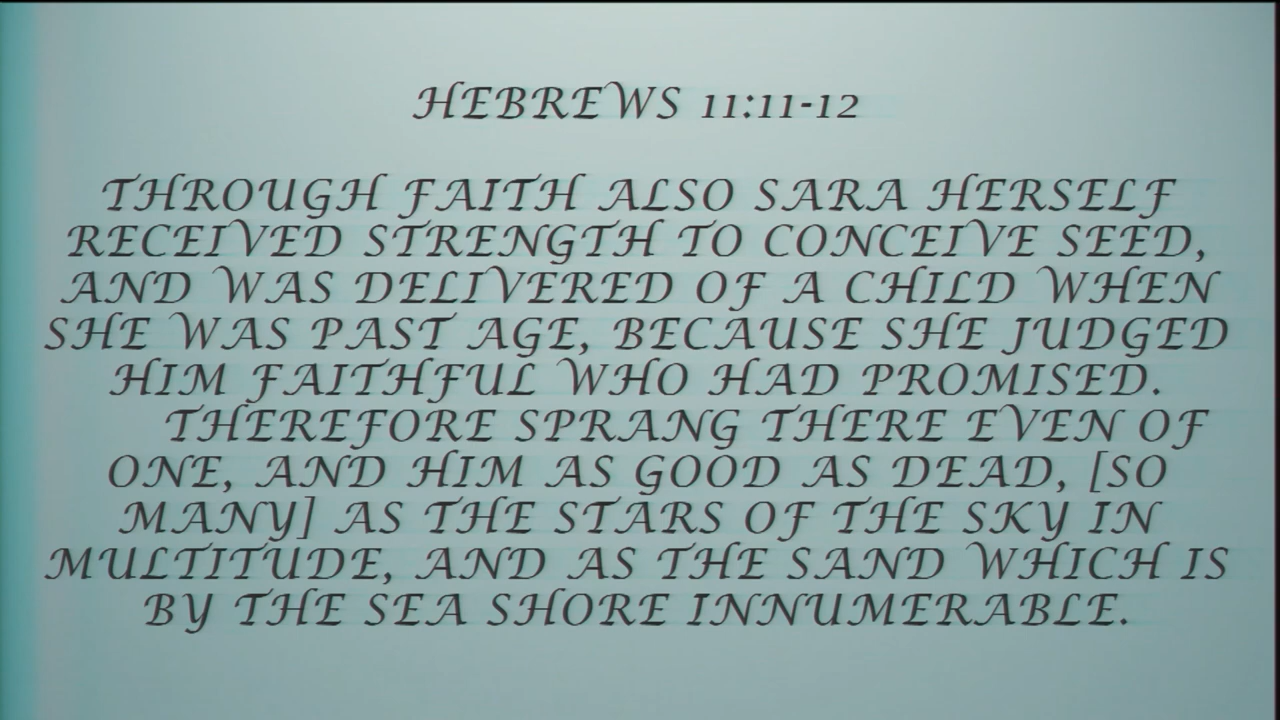 HEBREWS 11:11-12
THROUGH FAITH ALSO SARA HERSELF
RECEIVED STRENGTH TO CONCEIVE SEED,
AND WAS DELIVERED OF A CHILD WHEN
SHE WAS PAST AGE, BECAUSE SHE JUDGED
HIM FAITHFUL WHO HAD PROMISED.
THEREFORE SPRANG THERE EVEN OF
ONE, AND HIM AS GOOD AS DEAD, [SO
MANY] AS THE STARS OF THE SKY IN
MULTITUDE, AND AS THE SAND WHICH IS
BY THE SEA SHORE INNUMERABLE.